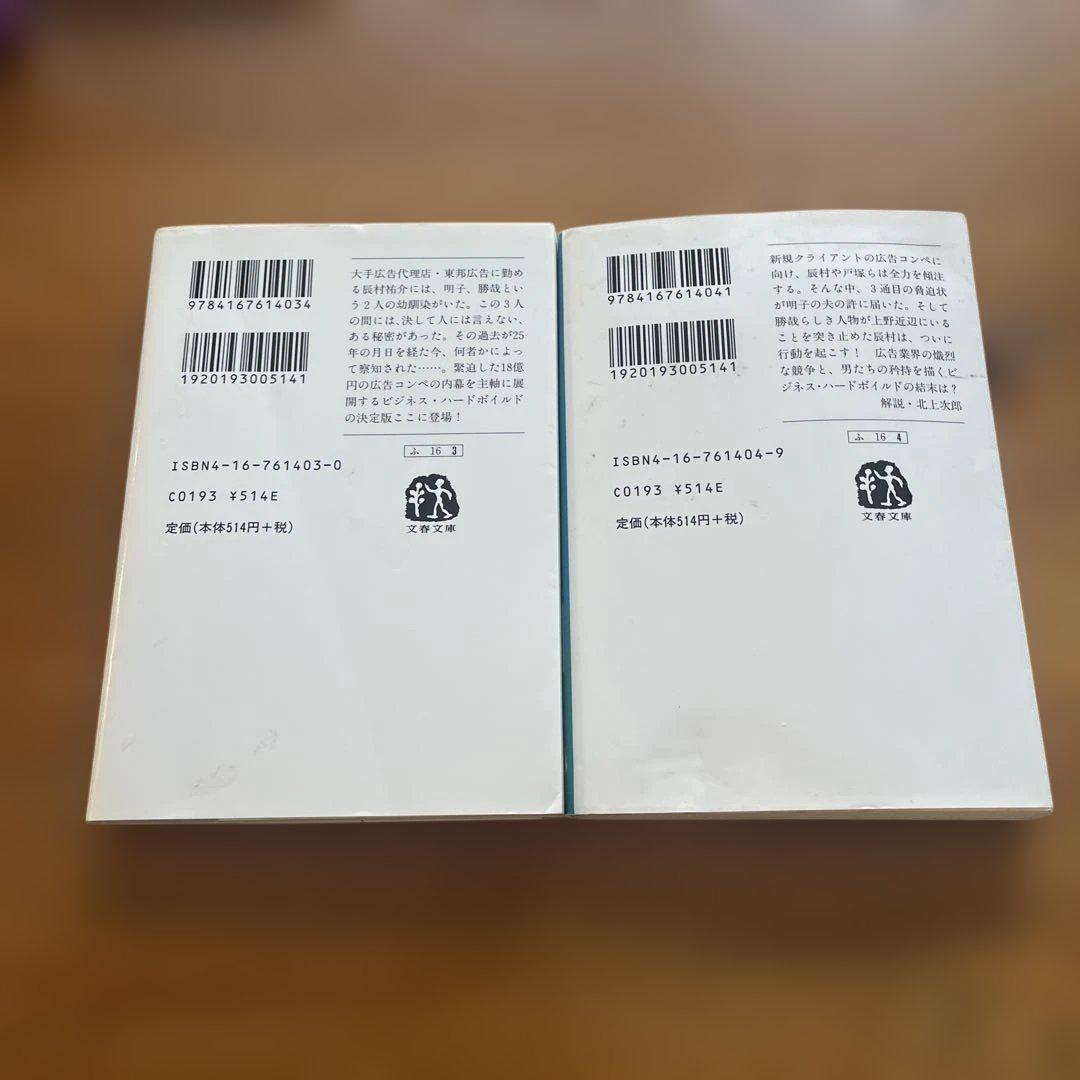 9784167614034
1920193005141
大手広告代理店・東邦広告に勤め
る辰村祐介には、明子、勝哉とい
う２人の幼馴染がいた。この３人
の間には、決して人には言えない、
ある秘密があった。その過去が25
年の月日を経た今、何者かによっ
て察知された……。緊迫した18億
円の広告コンペの内幕を主軸に展
開するビジネス・ハードボイルド
の決定版ここに登場！
ふ 16 3
ISBN4-16-761403-0
C0193 ¥514E
定価(本体514円＋税)
文春文庫
9784167614041
1920193005141
新規クライアントの広告コンペに
向け、辰村や戸塚らは全力を傾注
する。そんな中、３通目の脅迫状
が明子の夫の許に届いた。そして
勝哉らしき人物が上野近辺にいる
ことを突き止めた辰村は、ついに
行動を起こす！ 広告業界の熾烈
な競争と、男たちの矜持を描くビ
ジネス・ハードボイルドの結末は？
解説・北上次郎
ふ 16 4
ISBN4-16-761404-9
C0193 ¥514E
定価(本体514円＋税)
文春文庫